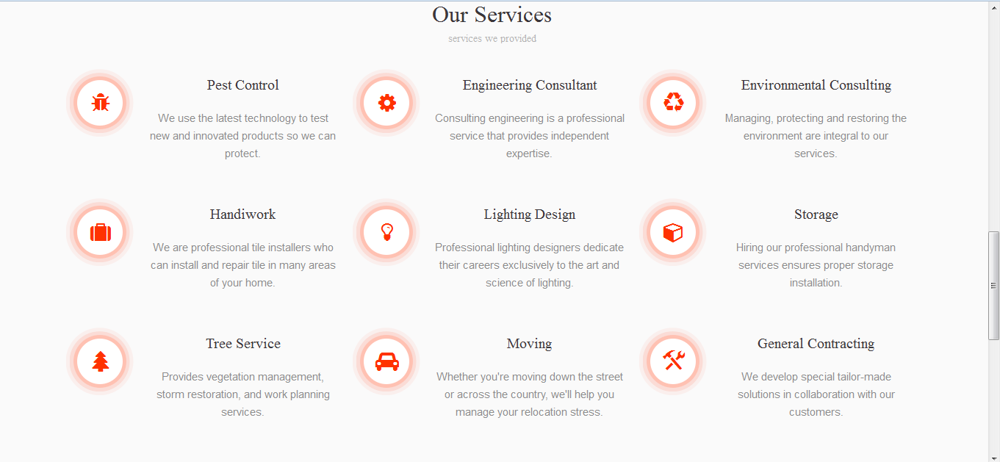 Our Services
services we provided
Pest Control
We use the latest technology to test
new and innovated products so we can
protect.
Engineering Consultant
Consulting engineering is a professional
service that provides independent
expertise.
Environmental Consulting
Managing, protecting and restoring the
environment are integral to our
services.
Handiwork
We are professional tile installers who
can install and repair tile in many areas
of your home.
Lighting Design
Professional lighting designers dedicate
their careers exclusively to the art and
science of lighting.
Storage
Hiring our professional handyman
services ensures proper storage
installation.
Tree Service
Provides vegetation management,
storm restoration, and work planning
services.
Moving
Whether you're moving down the street
or across the country, we'll help you
manage your relocation stress.
General Contracting
We develop special tailor-made
solutions in collaboration with our
customers.